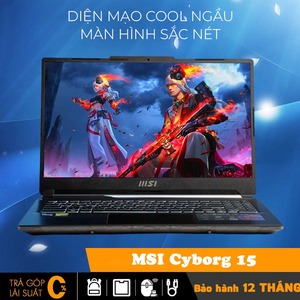 DIỆN MẠO COOL NGẦU
MÀN HÌNH SẮC NÉT
msi
MSI Cyborg 15
TRẢ GÓP
LÃI SUẤT
0%
Bảo hành 12 THÁNG